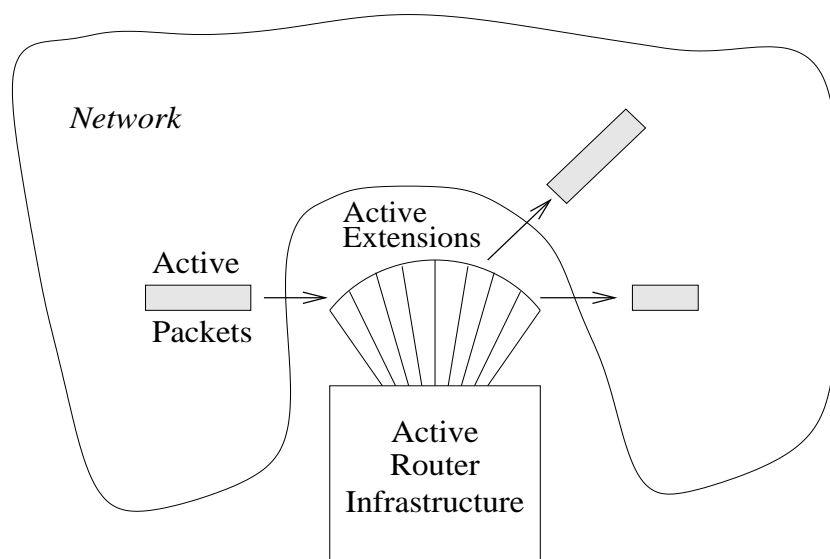 Network
Active
Extensions
Active
Packets
Active
Router
Infrastructure